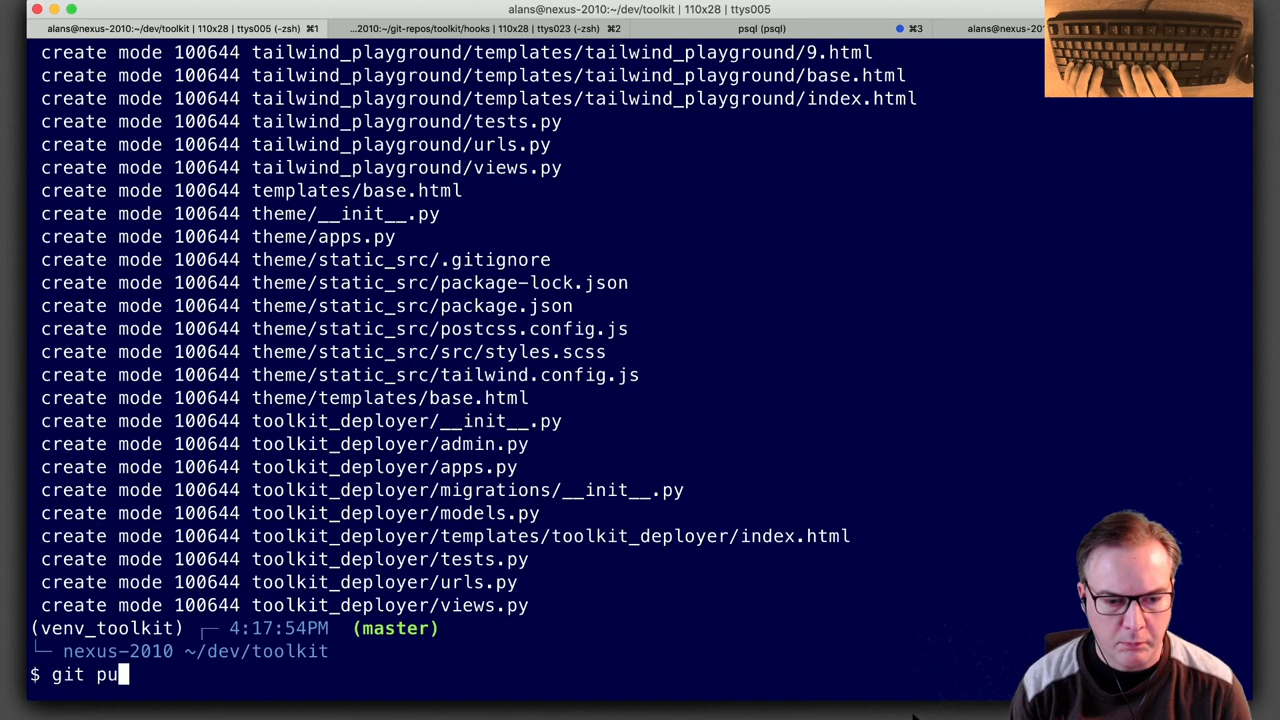 alans@nexus-2010:~/dev/toolkit | 110x28 | ttys005
alans@nexus-2010:~/dev/toolkit | 110x28 | ttys005 (-zsh) ⌘1
...2010:~/git-repos/toolkit/hooks | 110x28 | ttys023 (-zsh) ⌘2
psql (psql)
⌘3
alans@nexus-20
create mode 100644 tailwind_playground/templates/tailwind_playground/9.html
create mode 100644 tailwind_playground/templates/tailwind_playground/base.html
create mode 100644 tailwind_playground/templates/tailwind_playground/index.html
create mode 100644 tailwind_playground/tests.py
create mode 100644 tailwind_playground/urls.py
create mode 100644 tailwind_playground/views.py
create mode 100644 templates/base.html
create mode 100644 theme/__init__.py
create mode 100644 theme/apps.py
create mode 100644 theme/static_src/.gitignore
create mode 100644 theme/static_src/package-lock.json
create mode 100644 theme/static_src/package.json
create mode 100644 theme/static_src/postcss.config.js
create mode 100644 theme/static_src/src/styles.scss
create mode 100644 theme/static_src/tailwind.config.js
create mode 100644 theme/templates/base.html
create mode 100644 toolkit_deployer/__init__.py
create mode 100644 toolkit_deployer/admin.py
create mode 100644 toolkit_deployer/apps.py
create mode 100644 toolkit_deployer/migrations/__init__.py
create mode 100644 toolkit_deployer/models.py
create mode 100644 toolkit_deployer/templates/toolkit_deployer/index.html
create mode 100644 toolkit_deployer/tests.py
create mode 100644 toolkit_deployer/urls.py
create mode 100644 toolkit_deployer/views.py
(venv_toolkit) ┌─ 4:17:54PM (master)
└─ nexus-2010 ~/dev/toolkit
$ git pu